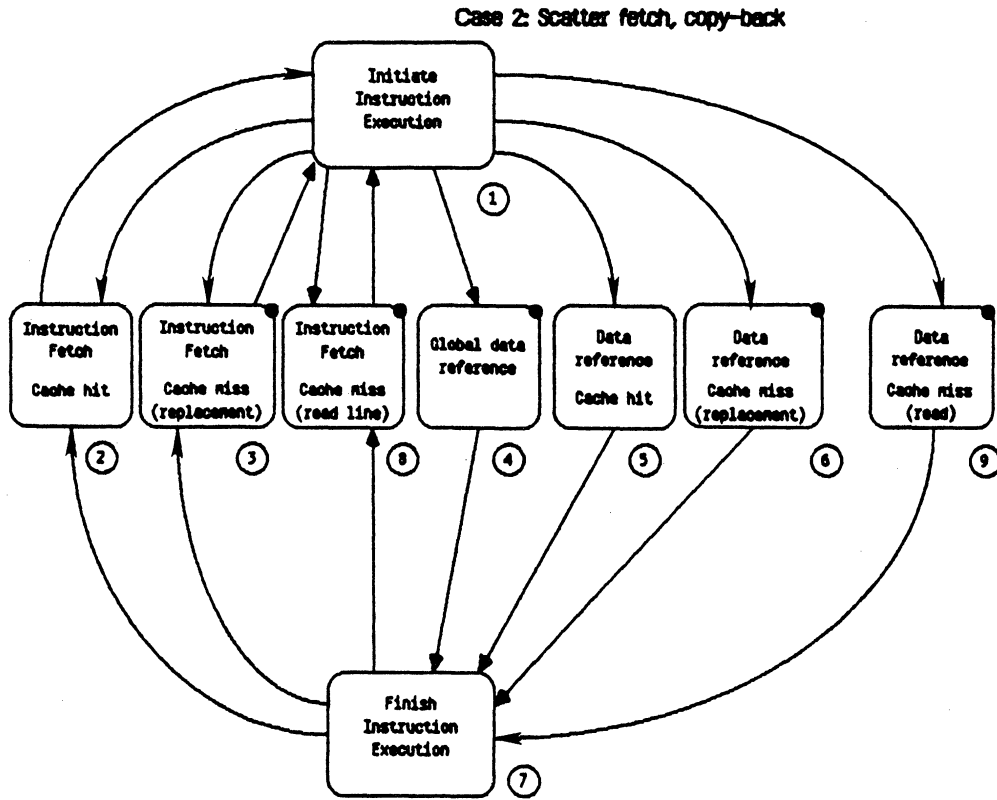 Case 2: Scatter fetch, copy-back
Initiate
Instruction
Execution
1
Instruction
Fetch
Cache hit
2
Instruction
Fetch
Cache miss
(replacement)
3
Instruction
Fetch
Cache miss
(read line)
8
Global data
reference
4
Data
reference
Cache hit
5
Data
reference
Cache miss
(replacement)
6
Data
reference
Cache miss
(read)
9
Finish
Instruction
Execution
7